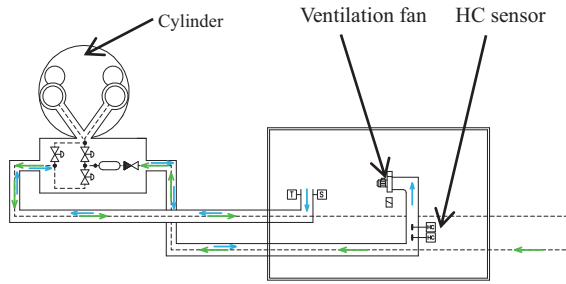 Cylinder
Ventilation fan
HC sensor
T
S